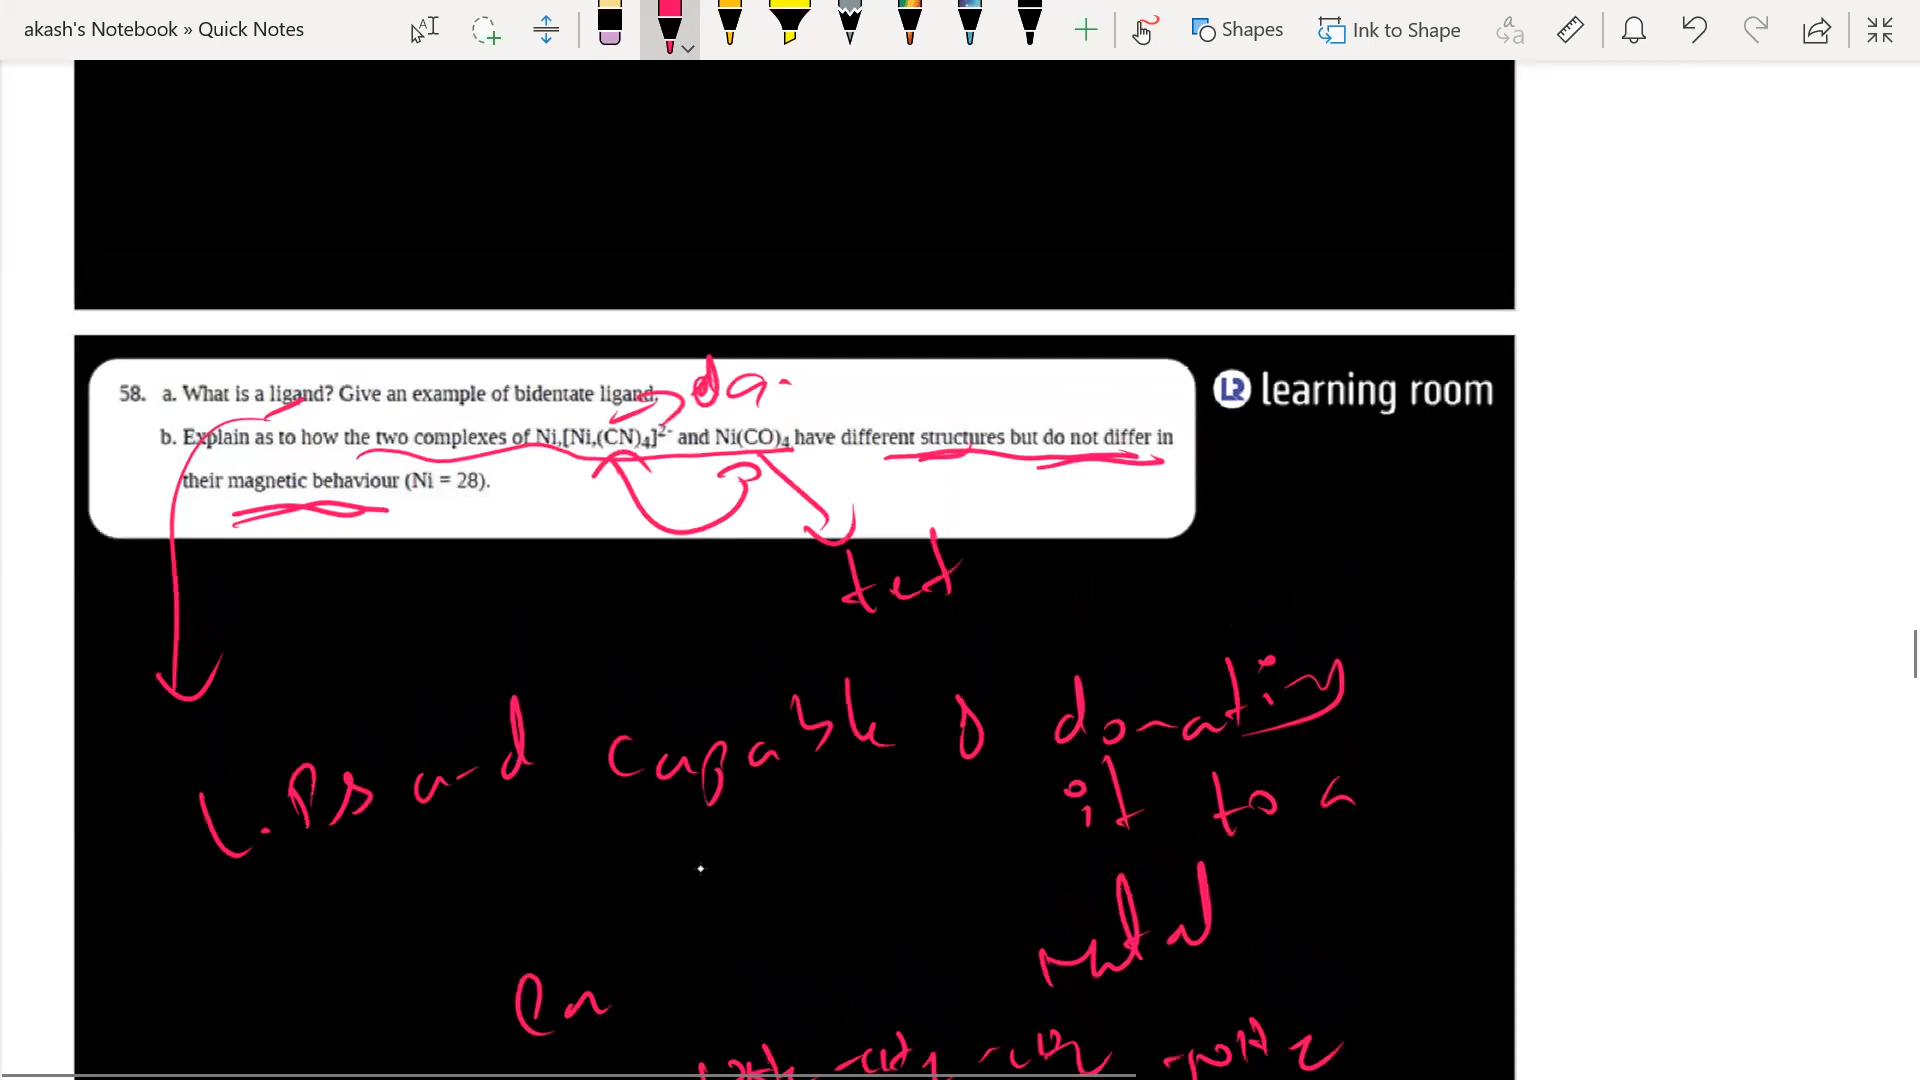 akash's Notebook » Quick Notes
Shapes
Ink to Shape
learning room
58. a. What is a ligand? Give an example of bidentate ligand.
b. Explain as to how the two complexes of Ni,[Ni,(CN)₄]²⁻ and Ni(CO)₄ have different structures but do not differ in
their magnetic behaviour (Ni = 28).
tet
L.Ps and capable of donating
it to a
metal
en